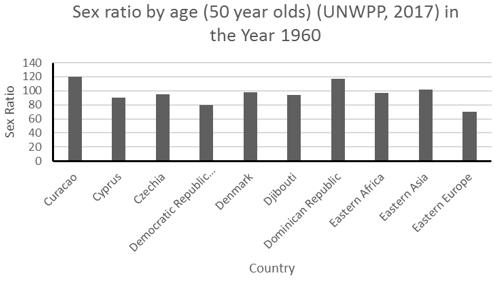 Sex ratio by age (50 year olds) (UNWPP, 2017) in
the Year 1960
140
120
100
80
60
40
20
0
Sex Ratio
Curacao
Cyprus
Czechia
Democratic Republic...
Denmark
Djibouti
Dominican Republic
Eastern Africa
Eastern Asia
Eastern Europe
Country